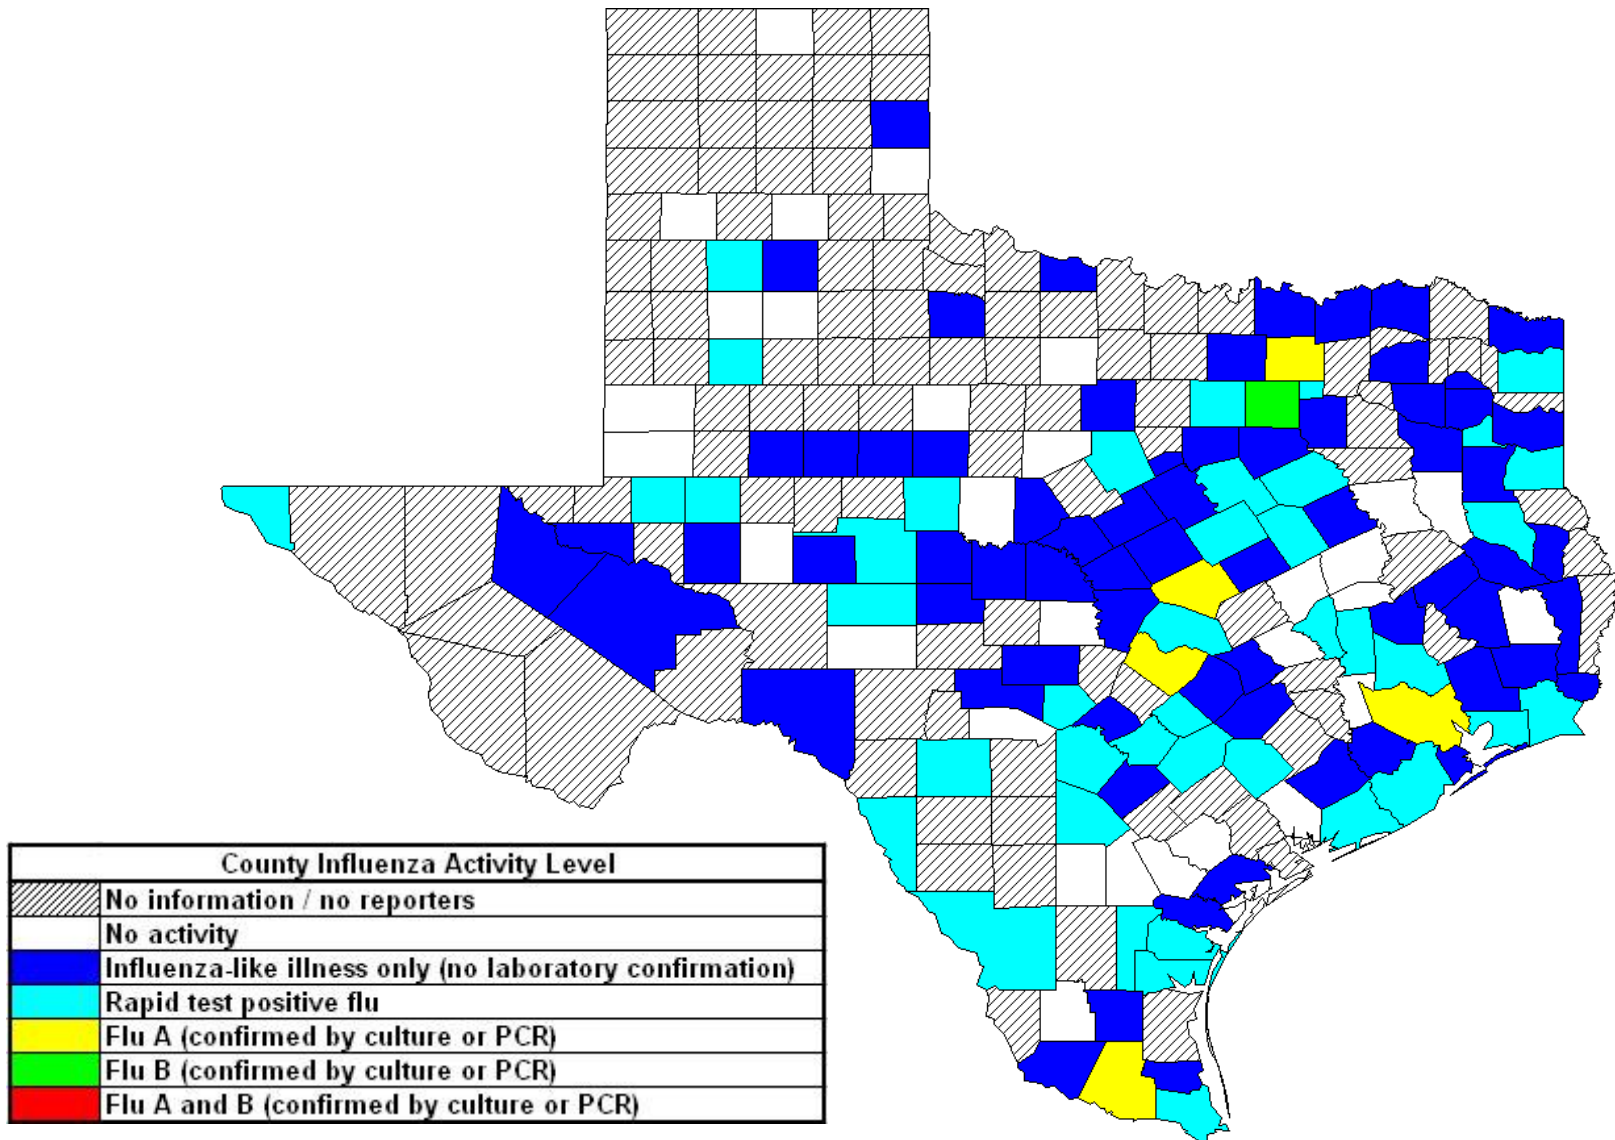 County Influenza Activity Level
No information / no reporters
No activity
Influenza-like illness only (no laboratory confirmation)
Rapid test positive flu
Flu A (confirmed by culture or PCR)
Flu B (confirmed by culture or PCR)
Flu A and B (confirmed by culture or PCR)